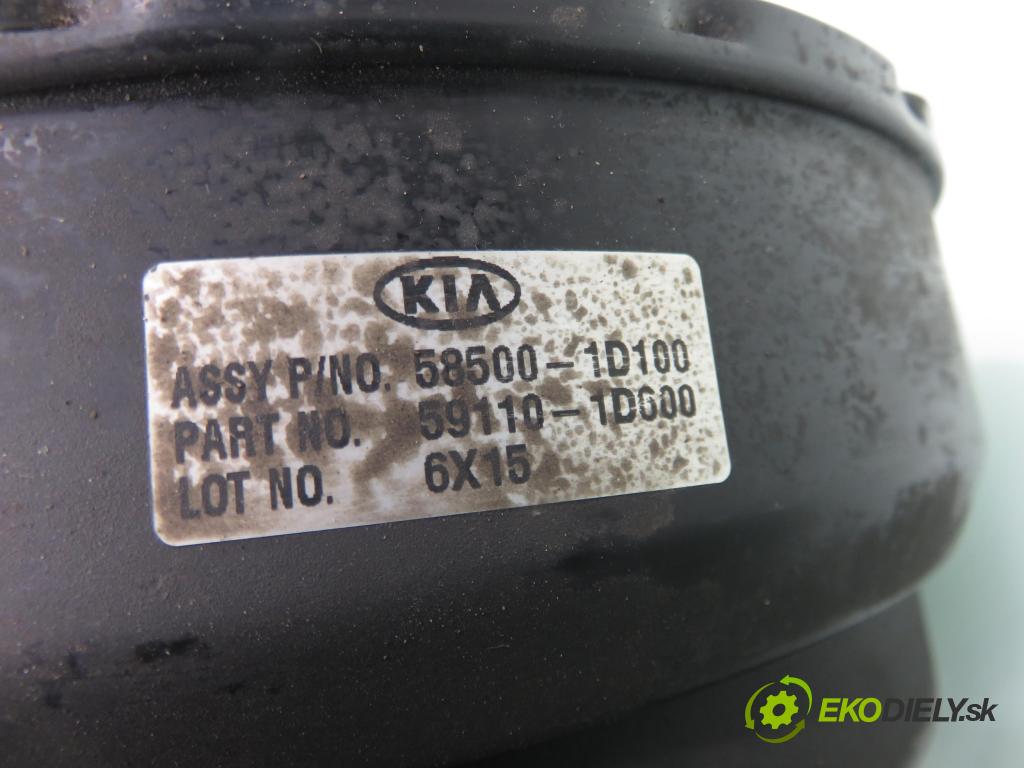 KIA
ASSY P/NO. 58500-1D100
PART NO. 59110-1D600
LOT NO. 6X15
EKODIELY.sk